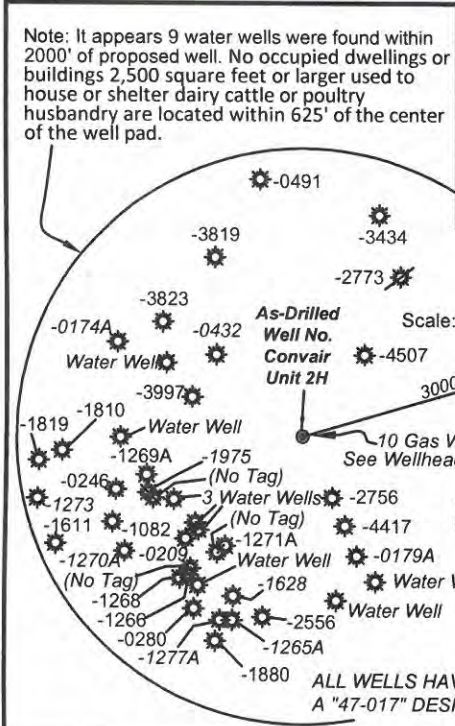 Note: It appears 9 water wells were found within
2000' of proposed well. No occupied dwellings or
buildings 2,500 square feet or larger used to
house or shelter dairy cattle or poultry
husbandry are located within 625' of the center
of the well pad.
-0491
-3819
-3434
-2773
-3823
As-Drilled
Well No.
Convair
Unit 2H
Scale:
-0174A
-0432
Water Well
-4507
-3997
3000
-1819
-1810
Water Well
10 Gas
See
-1269A
-1975
(No Tag)
-0246
3 Water Wells
-2756
-1273
(No Tag)
-1611
-1082
-4417
-1271A
-1270A
-0209
-0179A
(No Tag)
Water Well
Water
-1268
-1628
-1266
Water Well
-0280
-2556
-1277A
-1265A
-1880
ALL WELLS
A "47-017"